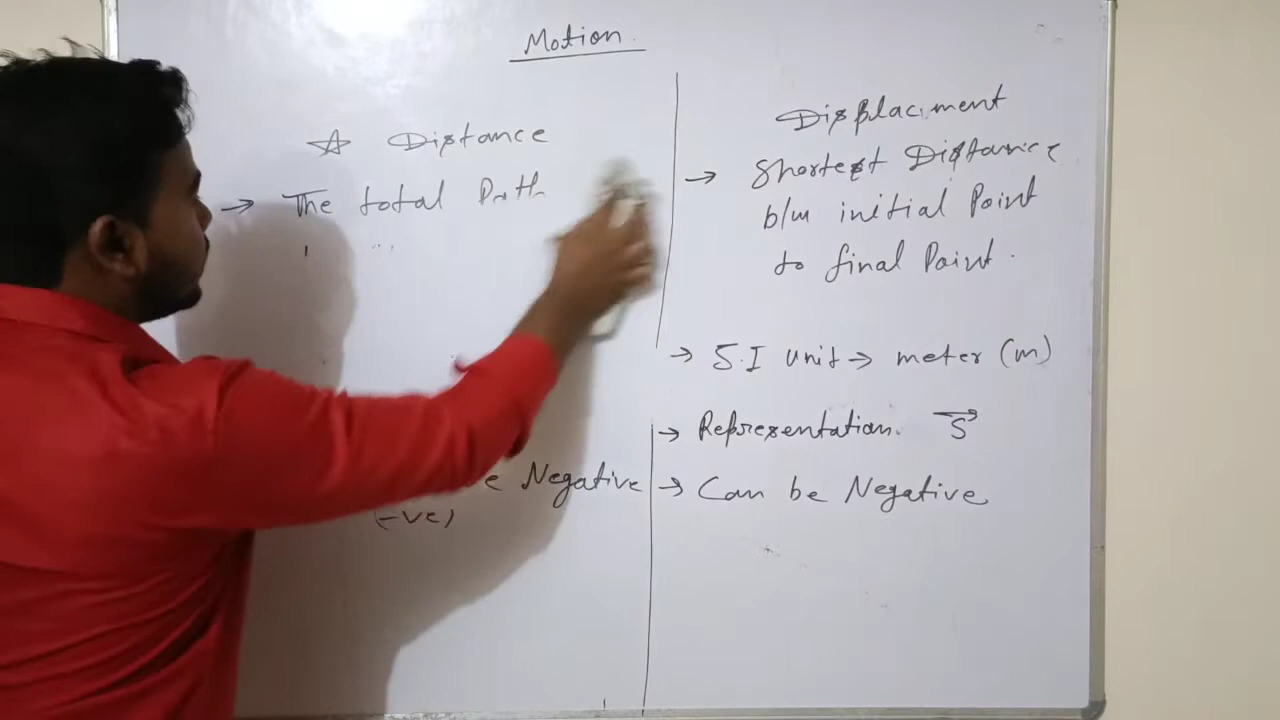 Motion.
☆ Distance
→ The total Path
e Negative
(-ve)
Displacment
→ Shortest Distance
b/w initial Point
to final Point.
→ S.I unit → meter (m)
→ Representation. S⃗
→ Can be Negative